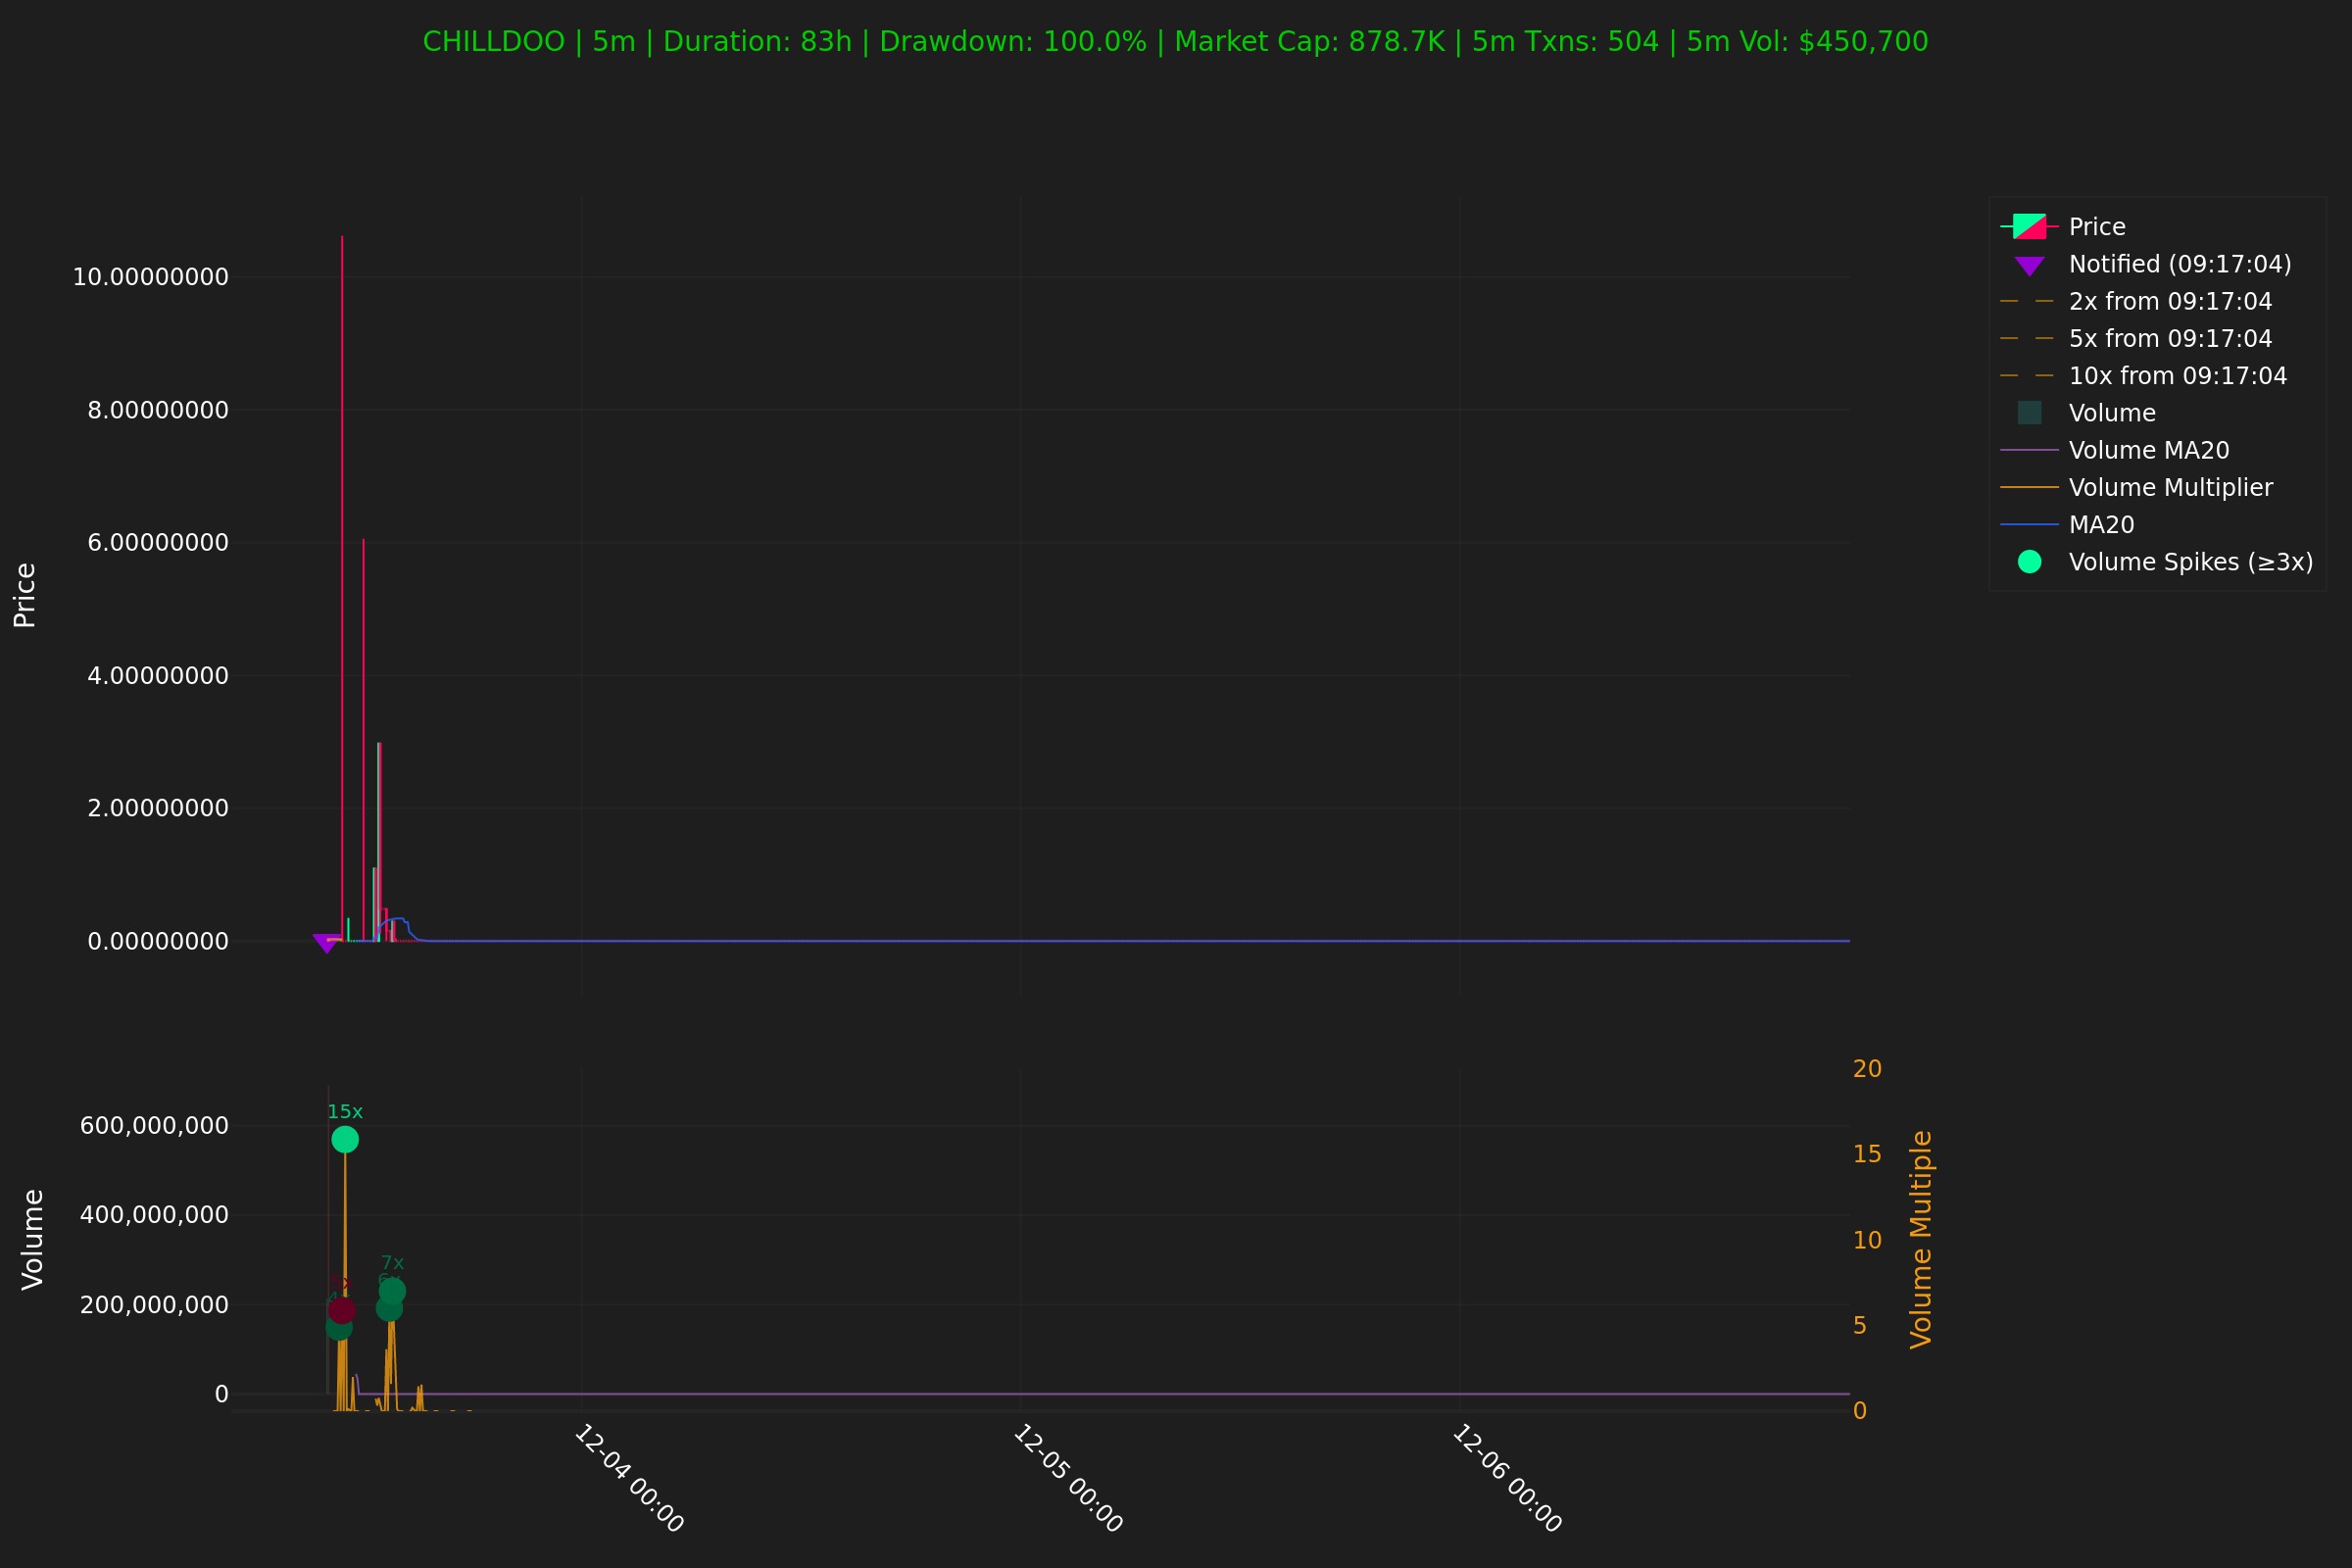 CHILLDOO | 5m | Duration: 83h | Drawdown: 100.0% | Market Cap: 878.7K | 5m Txns: 504 | 5m Vol: $450,700
Price
10.00000000
8.00000000
6.00000000
4.00000000
2.00000000
0.00000000
Price
Notified (09:17:04)
2x from 09:17:04
5x from 09:17:04
10x from 09:17:04
Volume
Volume MA20
Volume Multiplier
MA20
Volume Spikes (≥3x)
Volume
600,000,000
400,000,000
200,000,000
0
15x
7x
20
15
10
5
0
Volume Multiple
12-04 00:00
12-05 00:00
12-06 00:00